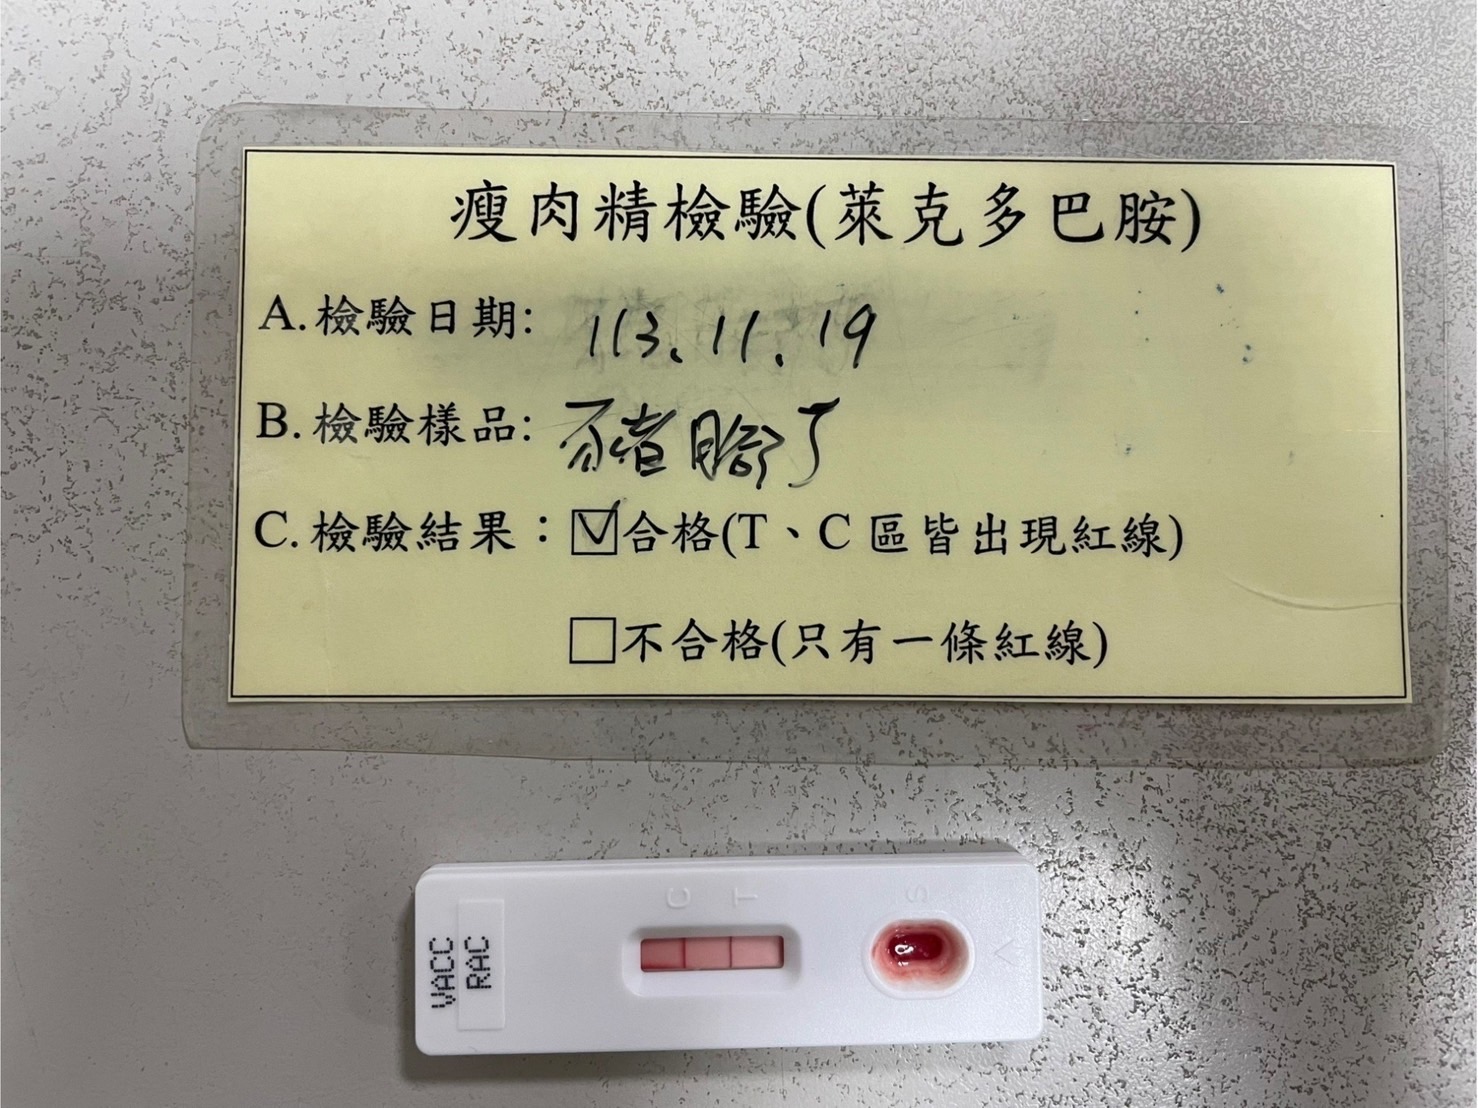 瘦肉精檢驗(萊克多巴胺)
A.檢驗日期: 113.11.19
B.檢驗樣品: 豬腳丁
C.檢驗結果：☑合格(T、C區皆出現紅線)
☐不合格(只有一條紅線)
C T S
VACC
RAC